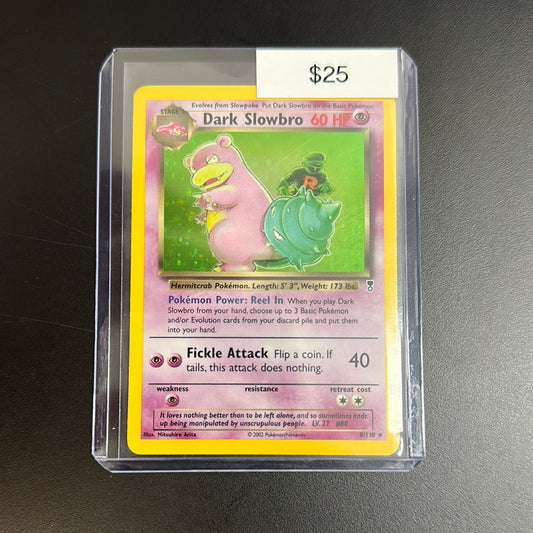 $25
Evolves from Slowpoke Put Dark Slowbro on the Basic Pokémon
STAGE 1
Dark Slowbro 60 HP
R
Hermitcrab Pokémon. Length: 5' 3", Weight: 173 lbs.
Pokémon Power: Reel In When you play Dark
Slowbro from your hand, choose up to 3 Basic Pokémon
and/or Evolution cards from your discard pile and put them
into your hand.
Fickle Attack Flip a coin. If 40
tails, this attack does nothing.
weakness resistance retreat cost
It loves nothing better than to be left alone, and so sometimes ends
up being manipulated by unscrupulous people. LV. 27 #80
Illus. Mitsuhiro Arita © 2002 Pokémon/Nintendo 8/110 ★